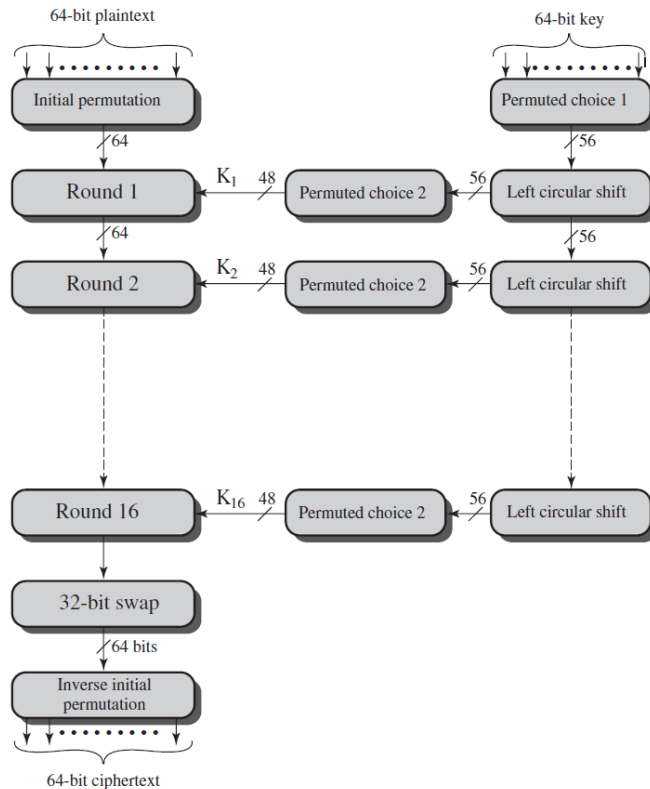 64-bit plaintext
64-bit key
Initial permutation
Permuted choice 1
64
56
Round 1
K1
48
Permuted choice 2
56
Left circular shift
64
56
Round 2
K2
48
Permuted choice 2
56
Left circular shift
Round 16
K16
48
Permuted choice 2
56
Left circular shift
32-bit swap
64 bits
Inverse initial
permutation
64-bit ciphertext